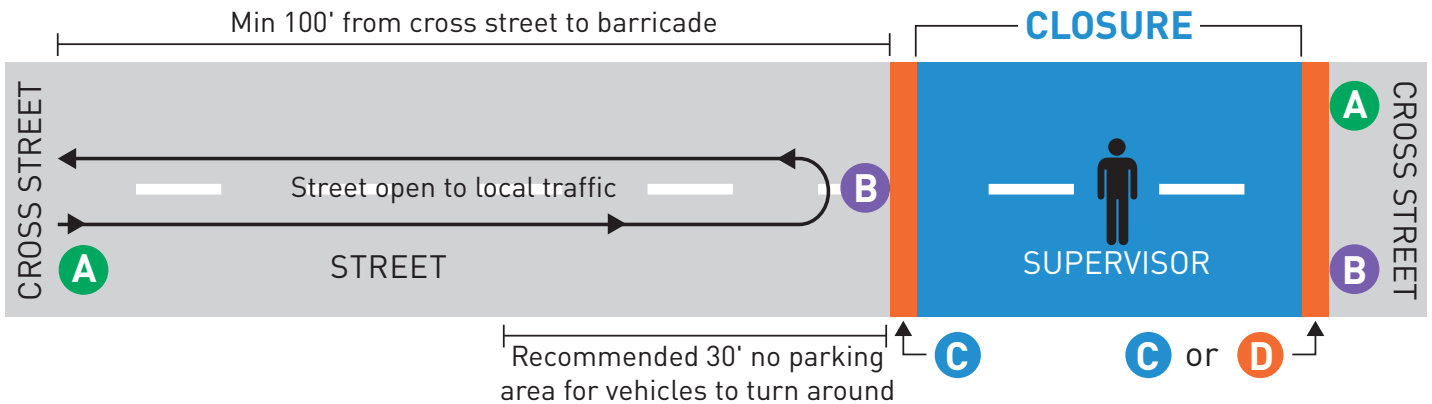 Min 100' from cross street to barricade
CLOSURE
CROSS STREET
Street open to local traffic
B
A
STREET
SUPERVISOR
A
B
CROSS STREET
Recommended 30' no parking
area for vehicles to turn around
C
C or D